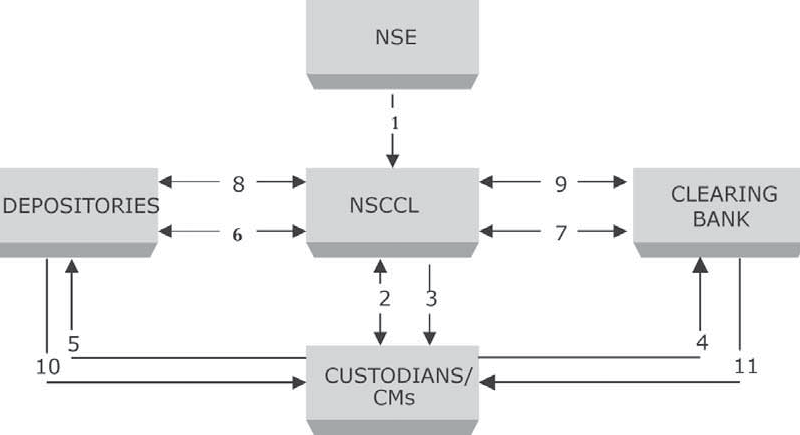 NSE
1
DEPOSITORIES
8
6
NSCCL
9
7
CLEARING
BANK
2
3
5
10
4
11
CUSTODIANS/
CMs